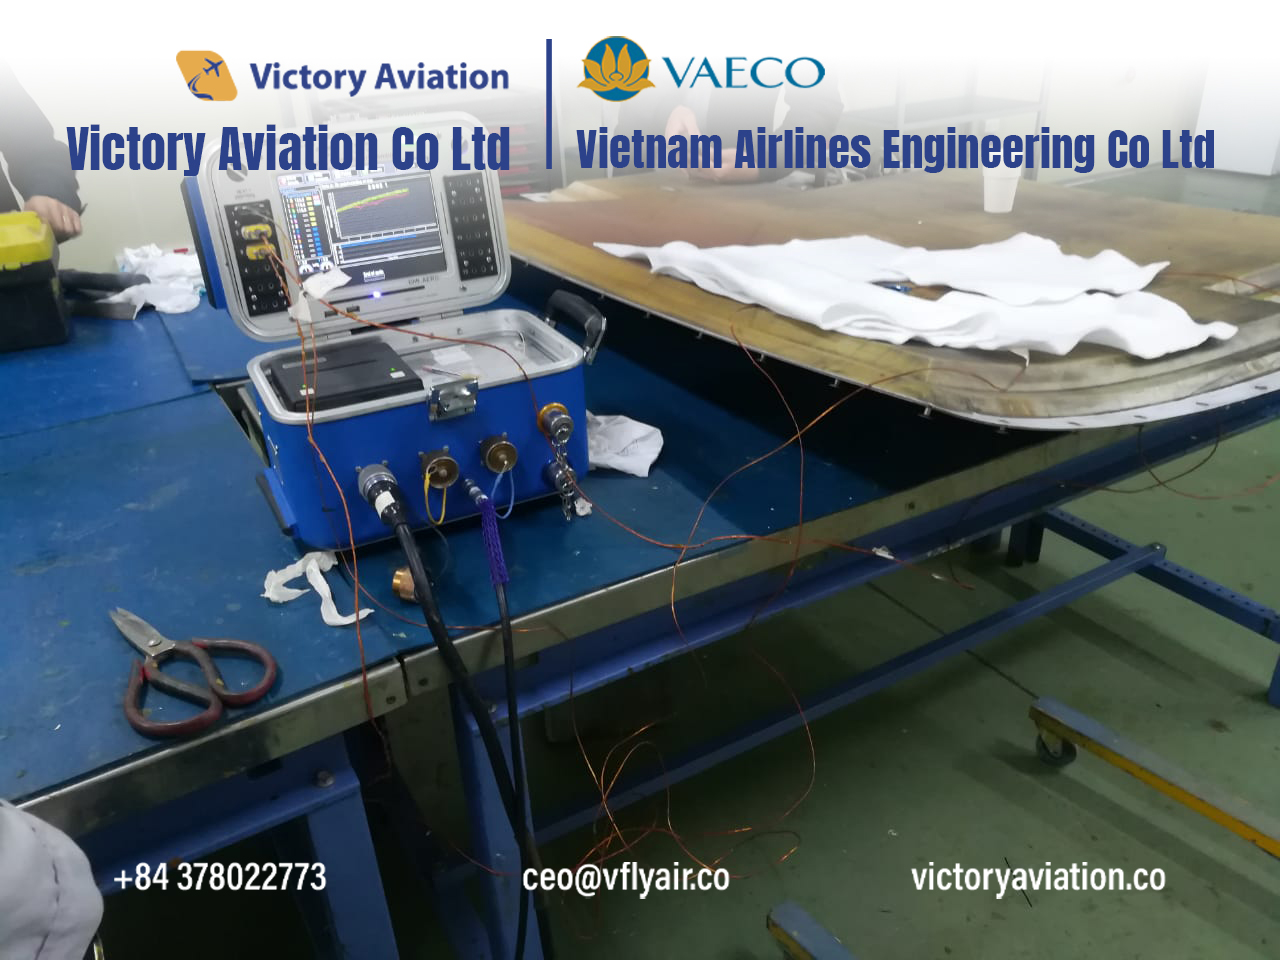 Victory Aviation
VAECO
Victory Aviation Co Ltd
Vietnam Airlines Engineering Co Ltd
+84 378022773
ceo@vflyair.co
victoryaviation.co